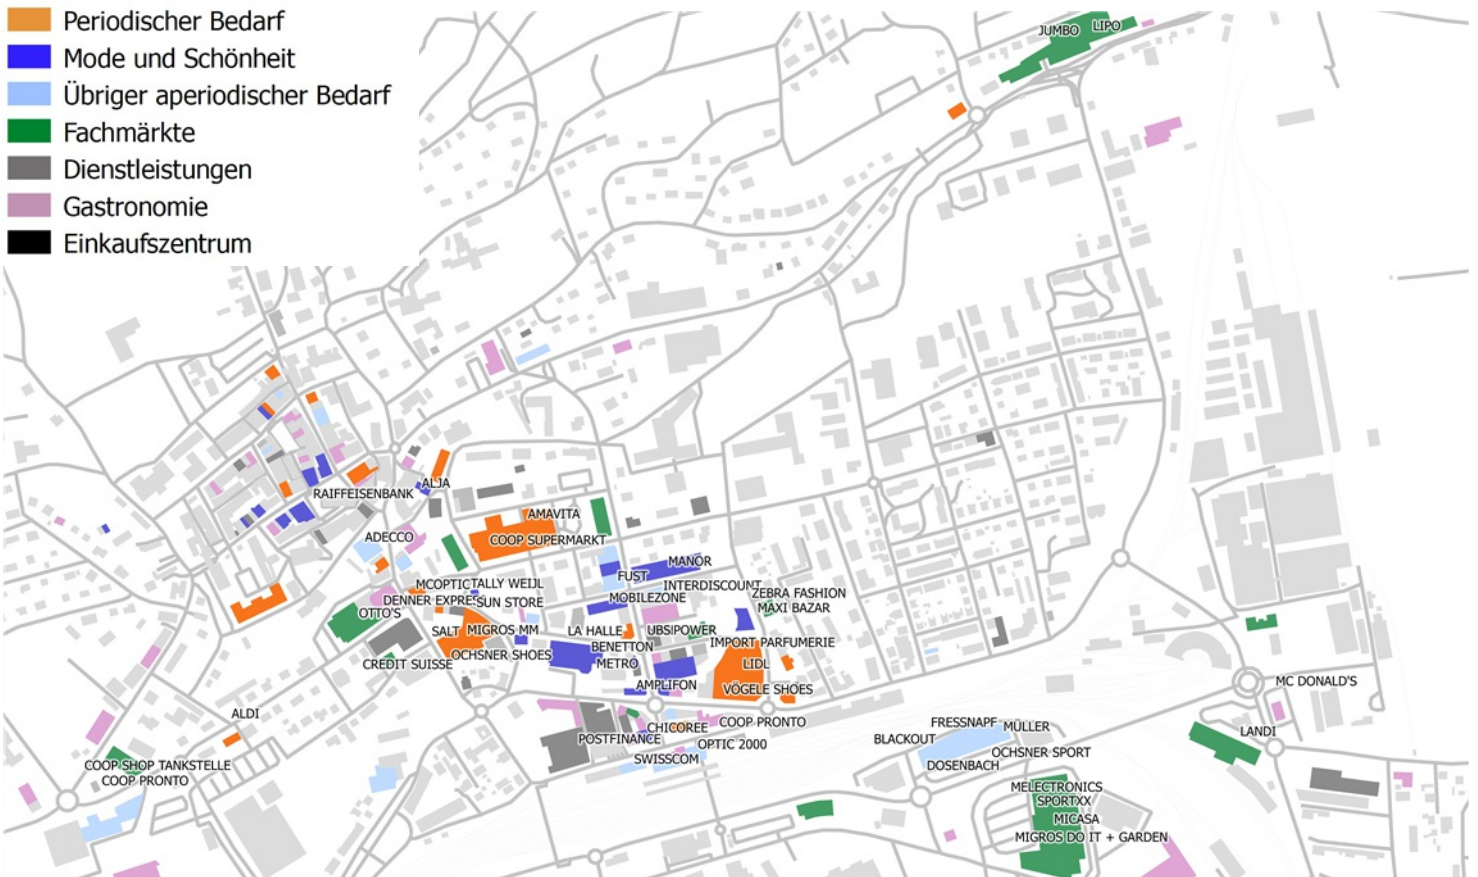 Periodischer Bedarf
Mode und Schönheit
Übriger aperiodischer Bedarf
Fachmärkte
Dienstleistungen
Gastronomie
Einkaufszentrum
JUMBO
LIPO
ALJA
RAIFFEISENBANK
AMAVITA
ADECCO
COOP SUPERMARKT
MANOR
FUST
MCOPTIC
TALLY WEIJL
INTERDISCOUNT
ZEBRA FASHION
DENNER EXPRE
SUN STORE
MOBILEZONE
MAXI BAZAR
OTTO'S
SALT
MIGROS MM
LA HALLE
UBS
IPOWER
IMPORT PARFUMERIE
BENETTON
OCHSNER SHOES
CREDIT SUISSE
METRO
LIDL
AMPLIFON
VÖGELE SHOES
MC DONALD'S
ALDI
COOP PRONTO
CHICOREE
FRESSNAPF
MÜLLER
LANDI
POSTFINANCE
BLACKOUT
OPTIC 2000
OCHSNER SPORT
SWISSCOM
DOSENBACH
COOP SHOP TANKSTELLE
COOP PRONTO
MELECTRONICS
SPORTXX
MICASA
MIGROS DO IT + GARDEN